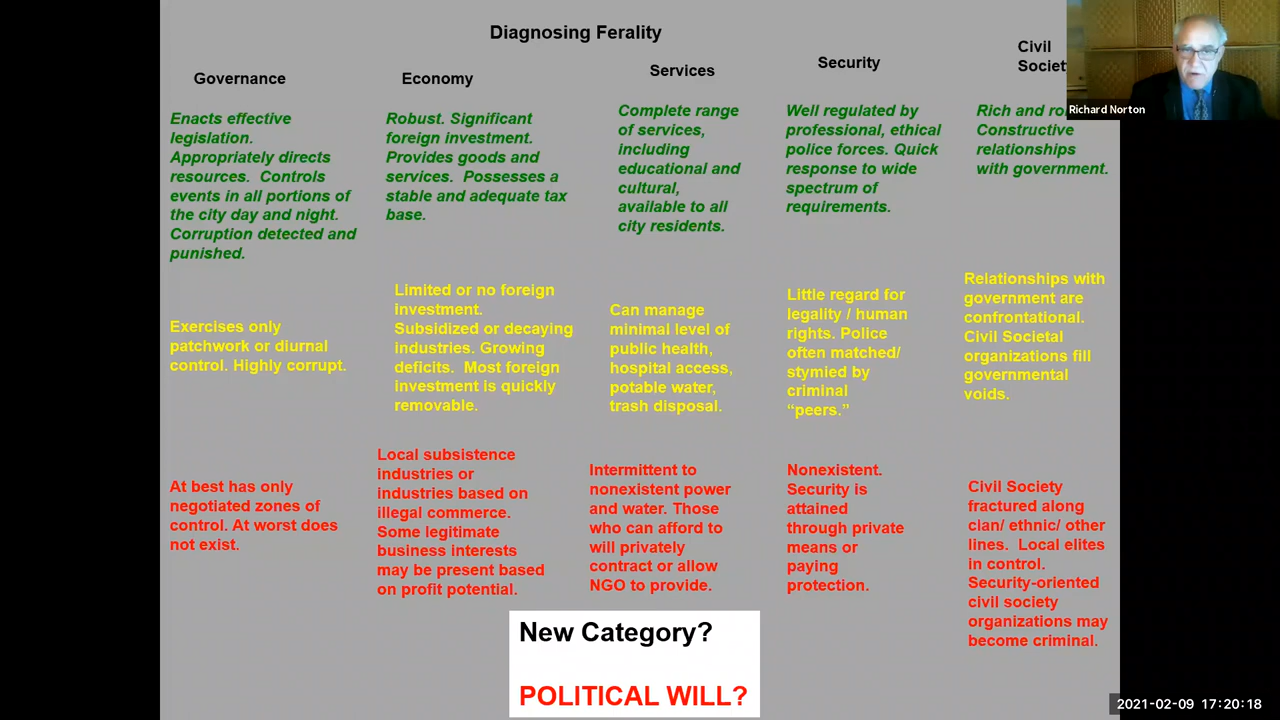 Diagnosing Ferality
Governance
Economy
Services
Security
Civil
Societ
Enacts effective
legislation.
Appropriately directs
resources. Controls
events in all portions of
the city day and night.
Corruption detected and
punished.
Robust. Significant
foreign investment.
Provides goods and
services. Possesses a
stable and adequate tax
base.
Complete range
of services,
including
educational and
cultural,
available to all
city residents.
Well regulated by
professional, ethical
police forces. Quick
response to wide
spectrum of
requirements.
Rich and ro
Constructive
relationships
with government.
Exercises only
patchwork or diurnal
control. Highly corrupt.
Limited or no foreign
investment.
Subsidized or decaying
industries. Growing
deficits. Most foreign
investment is quickly
removable.
Can manage
minimal level of
public health,
hospital access,
potable water,
trash disposal.
Little regard for
legality / human
rights. Police
often matched/
stymied by
criminal
“peers.”
Relationships with
government are
confrontational.
Civil Societal
organizations fill
governmental
voids.
At best has only
negotiated zones of
control. At worst does
not exist.
Local subsistence
industries or
industries based on
illegal commerce.
Some legitimate
business interests
may be present based
on profit potential.
Intermittent to
nonexistent power
and water. Those
who can afford to
will privately
contract or allow
NGO to provide.
Nonexistent.
Security is
attained
through private
means or
paying
protection.
Civil Society
fractured along
clan/ ethnic/ other
lines. Local elites
in control.
Security-oriented
civil society
organizations may
become criminal.
New Category?
POLITICAL WILL?
Richard Norton
2021-02-09 17:20:18